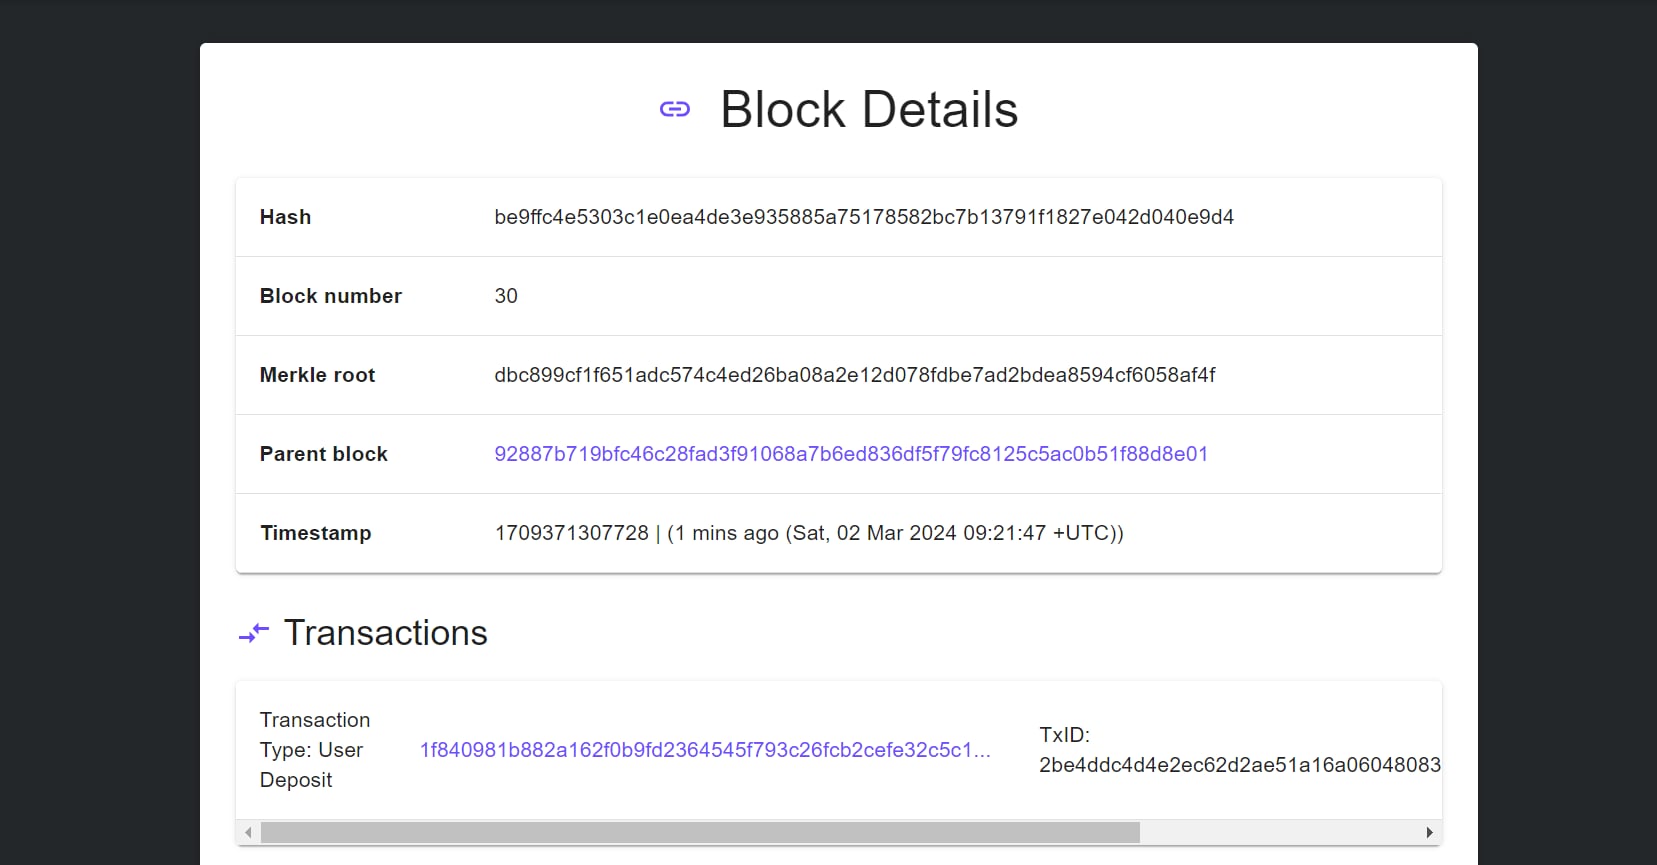 Block Details
Hash be9ffc4e5303c1e0ea4de3e935885a75178582bc7b13791f1827e042d040e9d4
Block number 30
Merkle root dbc899cf1f651adc574c4ed26ba08a2e12d078fdbe7ad2bdea8594cf6058af4f
Parent block 92887b719bfc46c28fad3f91068a7b6ed836df5f79fc8125c5ac0b51f88d8e01
Timestamp 1709371307728 | (1 mins ago (Sat, 02 Mar 2024 09:21:47 +UTC))
Transactions
Transaction
Type: User
Deposit
1f840981b882a162f0b9fd2364545f793c26fcb2cefe32c5c1...
TxID:
2be4ddc4d4e2ec62d2ae51a16a06048083